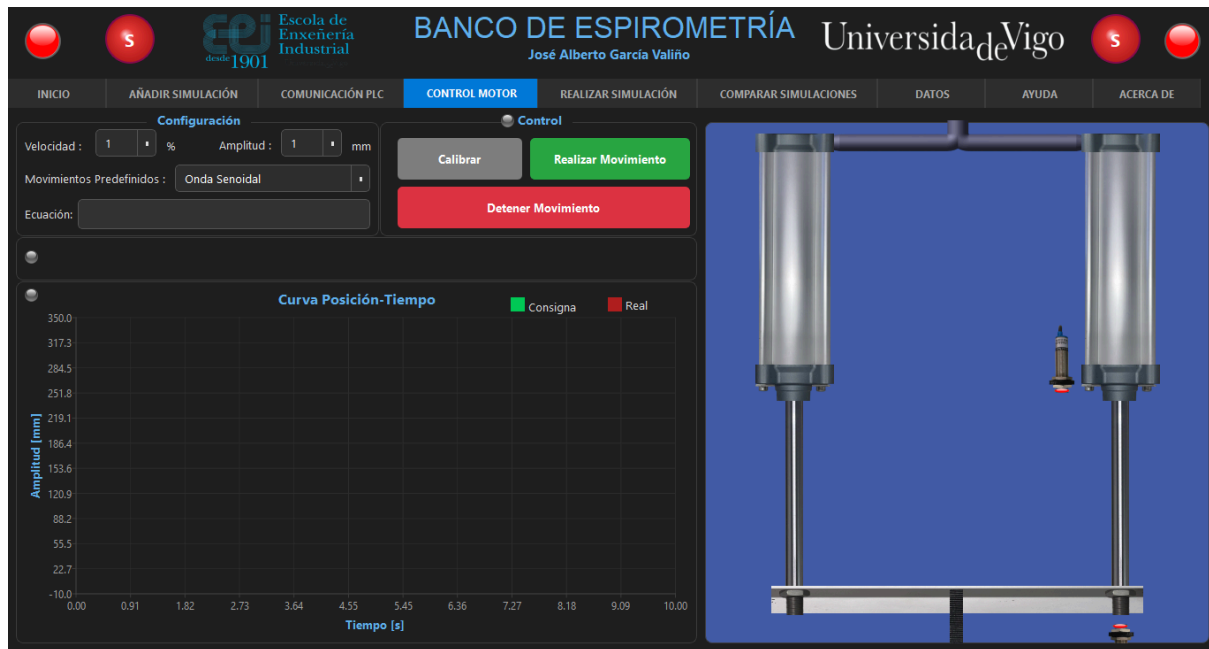 S
Escola de
Enxeñería
Industrial
desde 1901
BANCO DE ESPIROMETRÍA
José Alberto García Valiño
Universidade de Vigo
S
INICIO
AÑADIR SIMULACIÓN
COMUNICACIÓN PLC
CONTROL MOTOR
REALIZAR SIMULACIÓN
COMPARAR SIMULACIONES
DATOS
AYUDA
ACERCA DE
Configuración
Velocidad : 1 % Amplitud : 1 mm
Movimientos Predefinidos : Onda Senoidal
Ecuación:
Control
Calibrar
Realizar Movimiento
Detener Movimiento
Curva Posición-Tiempo
Consigna
Real
Amplitud [mm]
350.0
317.3
284.5
251.8
219.1
186.4
153.6
120.9
88.2
55.5
22.7
-10.0
0.00 0.91 1.82 2.73 3.64 4.55 5.45 6.36 7.27 8.18 9.09 10.00
Tiempo [s]